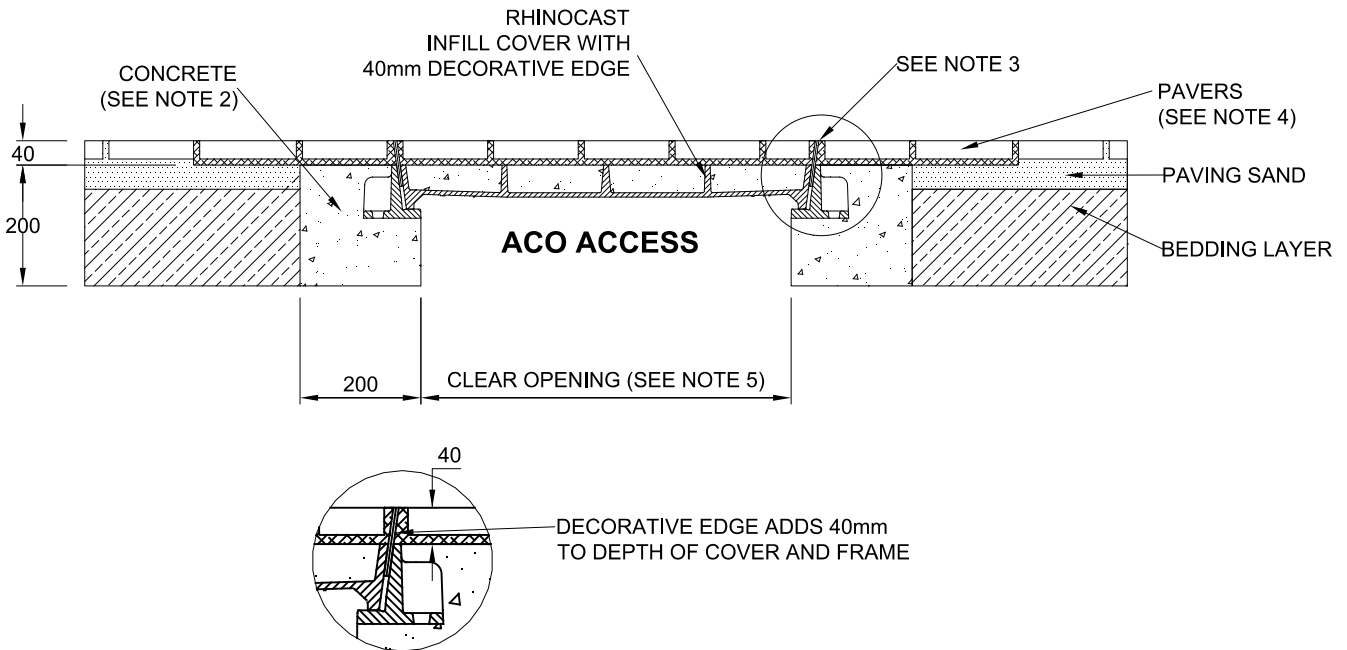 RHINOCAST
INFILL COVER WITH
40mm DECORATIVE EDGE
CONCRETE
(SEE NOTE 2)
SEE NOTE 3
PAVERS
(SEE NOTE 4)
40
PAVING SAND
200
ACO ACCESS
BEDDING LAYER
200
CLEAR OPENING (SEE NOTE 5)
40
DECORATIVE EDGE ADDS 40mm
TO DEPTH OF COVER AND FRAME